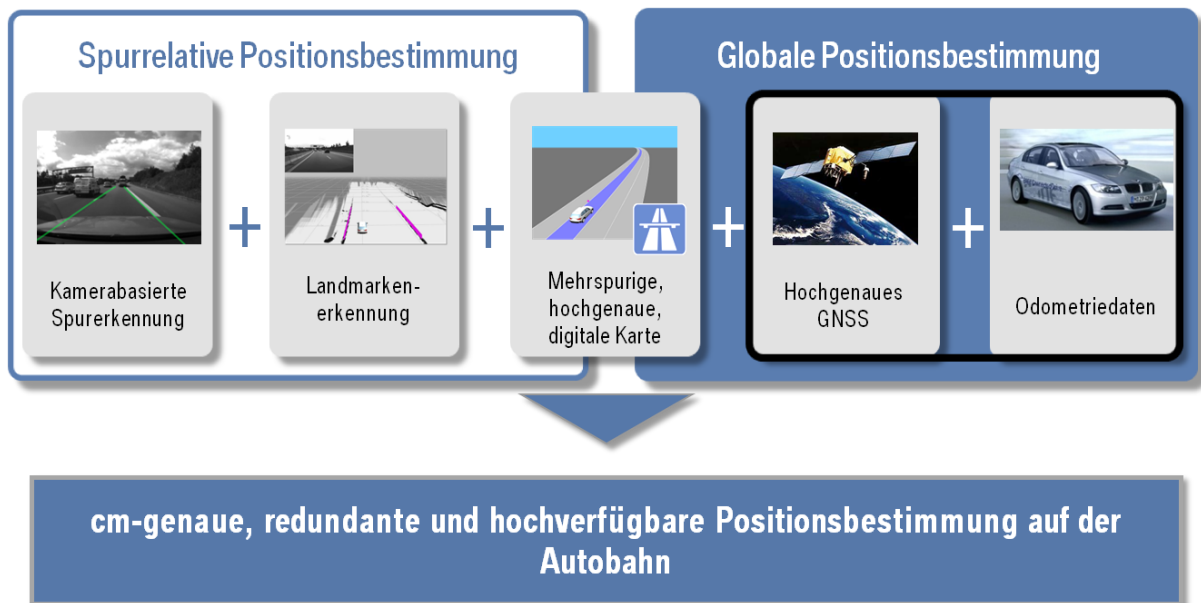 Spurrelative Positionsbestimmung
Globale Positionsbestimmung
Kamerabasierte
Spurerkennung
+
Landmarken-
erkennung
+
Mehrspurige,
hochgenaue,
digitale Karte
+
Hochgenaues
GNSS
+
Odometriedaten
cm-genaue, redundante und hochverfügbare Positionsbestimmung auf der
Autobahn